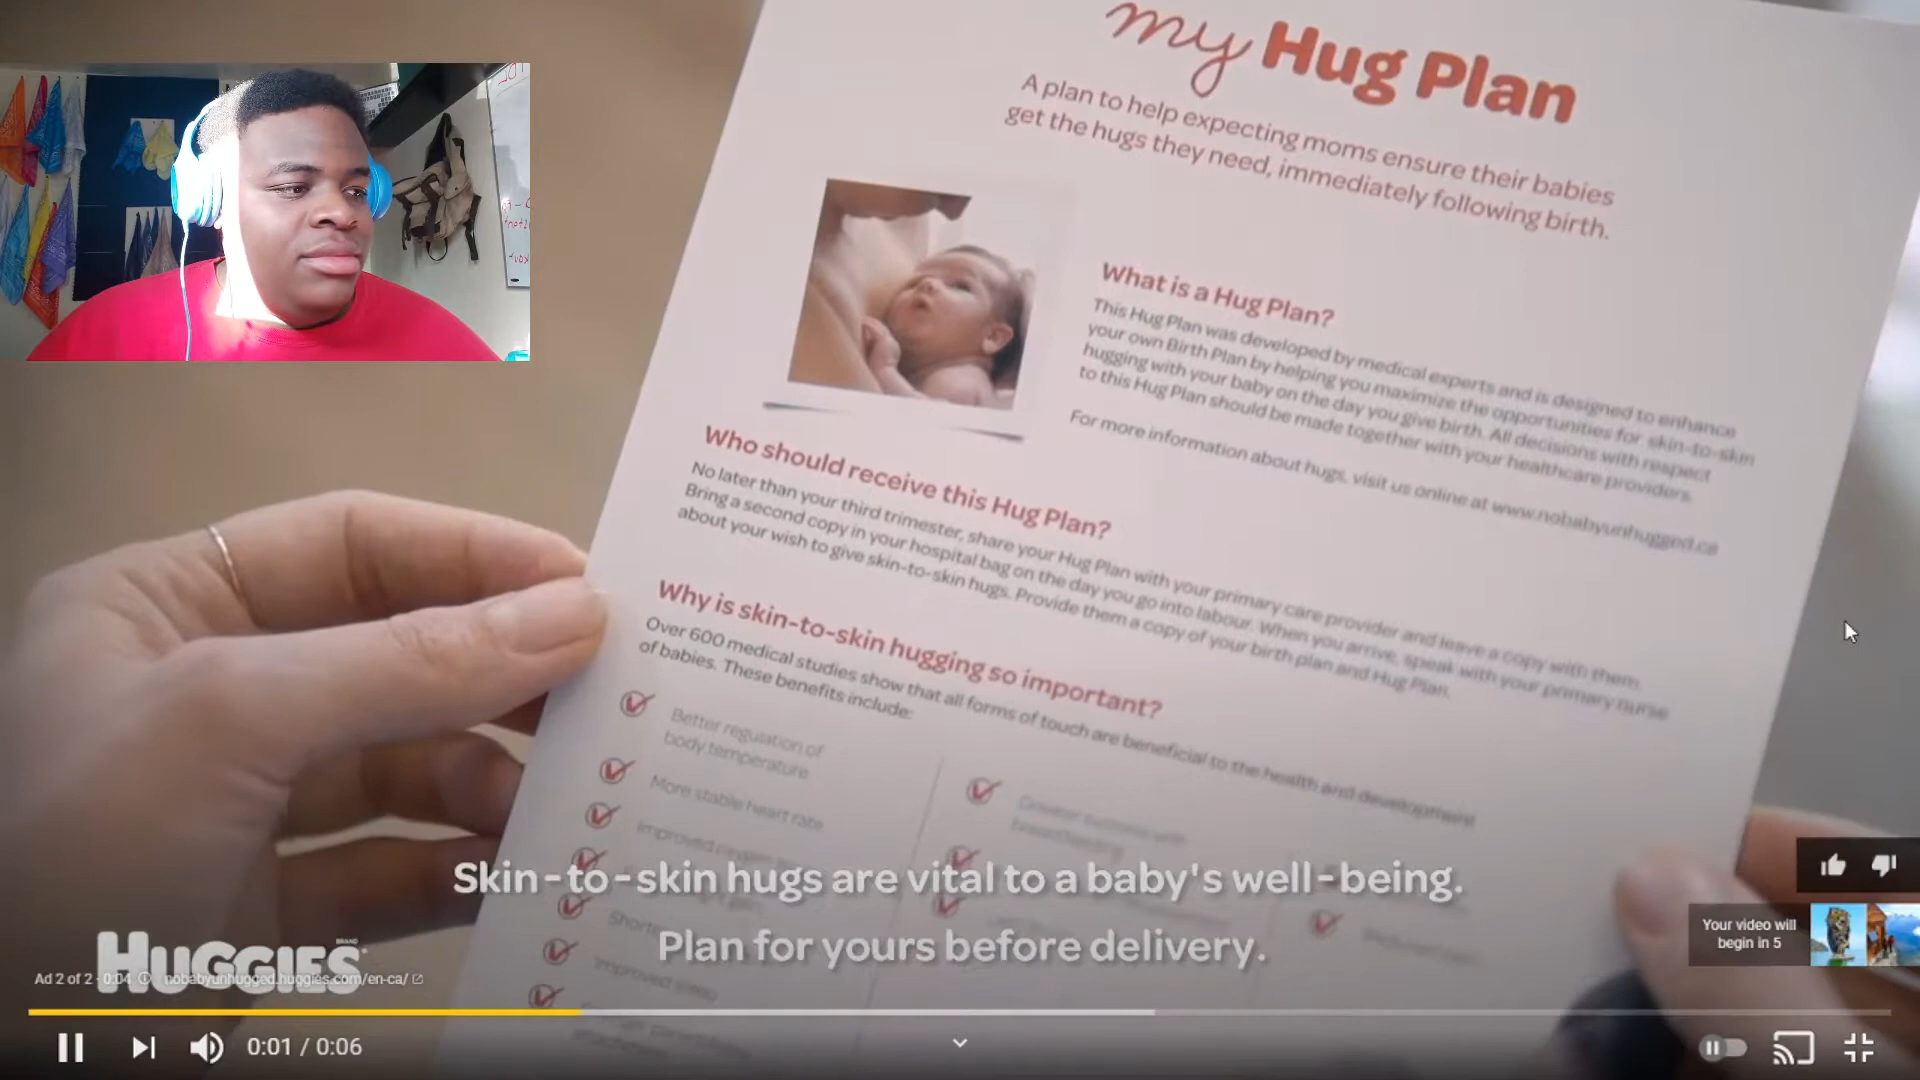 my Hug Plan
A plan to help expecting moms ensure their babies
get the hugs they need, immediately following birth.
What is a Hug Plan?
This Hug Plan was developed by medical experts and is designed to enhance
your own Birth Plan by helping you maximize the opportunities for skin-to-skin
hugging with your baby on the day you give birth. All decisions with respect
to this Hug Plan should be made together with your healthcare providers.
For more information about hugs, visit us online at www.nobabyunhugged.ca
Who should receive this Hug Plan?
No later than your third trimester, share your Hug Plan with your primary care provider and leave a copy with them.
Bring a second copy in your hospital bag on the day you go into labour. When you arrive, speak with your primary nurse
about your wish to give skin-to-skin hugs. Provide them a copy of your birth plan and Hug Plan.
Why is skin-to-skin hugging so important?
Over 600 medical studies show that all forms of touch are beneficial to the health and development
of babies. These benefits include:
Better regulation of
body temperature
More stable heart rate
Improved
Greater success with
breastfeeding
Improved sleep
Skin-to-skin hugs are vital to a baby's well-being.
Plan for yours before delivery.
HUGGIES BRAND
Ad 2 of 2 · 0:04 nobabyunhugged.huggies.com/en-ca/
Your video will
begin in 5
0:01 / 0:06